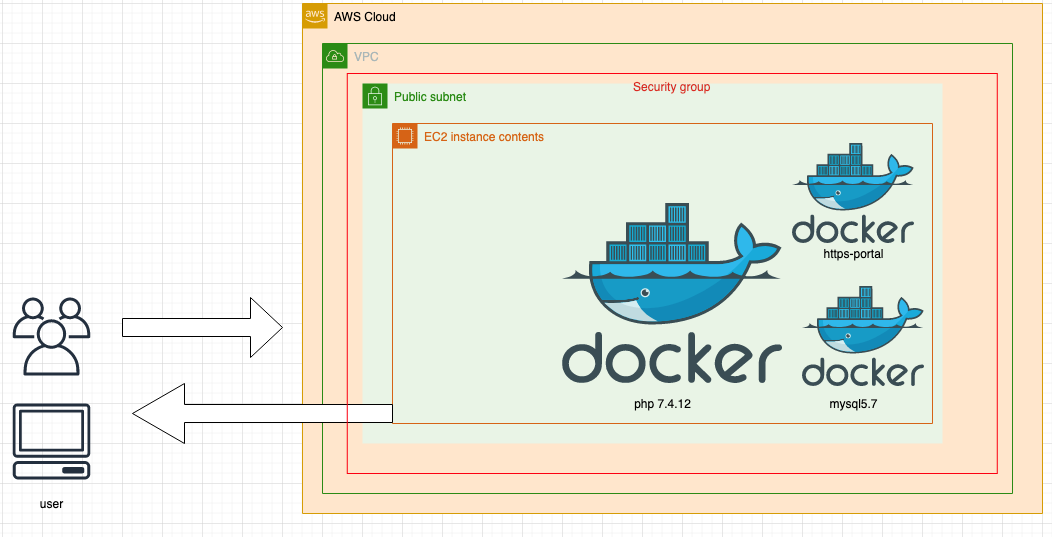 aws
AWS Cloud
VPC
Security group
Public subnet
EC2 instance contents
docker
https-portal
docker
php 7.4.12
docker
mysql5.7
user